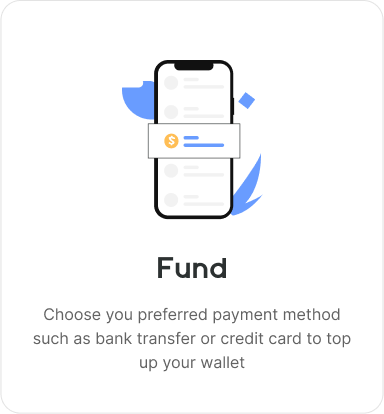 Fund
Choose you preferred payment method
such as bank transfer or credit card to top
up your wallet